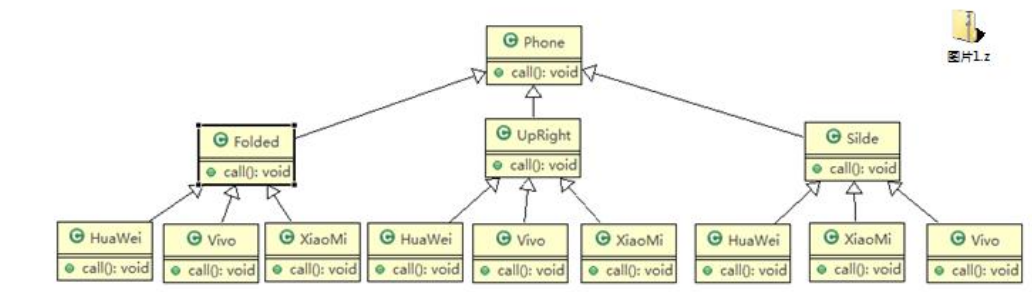 Phone
call(): void
图片1.z
Folded
call(): void
UpRight
call(): void
Silde
call(): void
HuaWei
call(): void
Vivo
call(): void
XiaoMi
call(): void
HuaWei
call(): void
Vivo
call(): void
XiaoMi
call(): void
HuaWei
call(): void
XiaoMi
call(): void
Vivo
call(): void